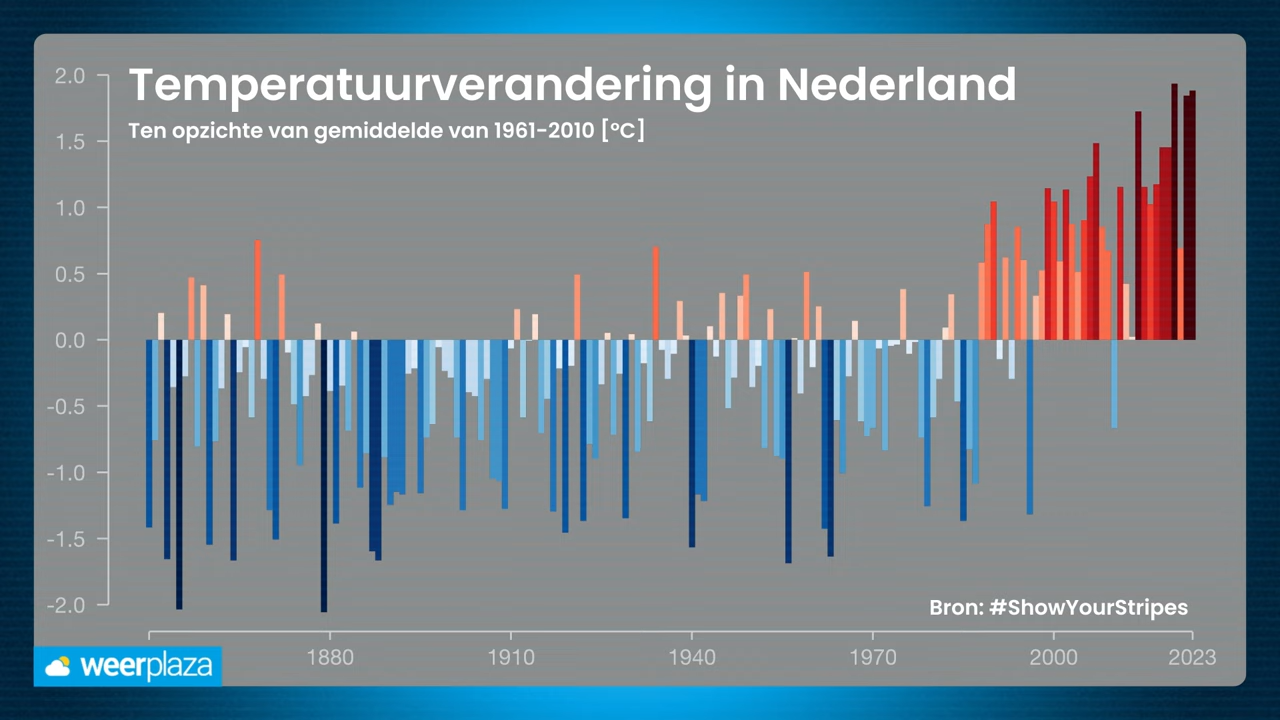 Temperatuurverandering in Nederland
Ten opzichte van gemiddelde van 1961-2010 [°C]
2.0
1.5
1.0
0.5
0.0
-0.5
-1.0
-1.5
-2.0
Bron: #ShowYourStripes
1880 1910 1940 1970 2000 2023
weerplaza